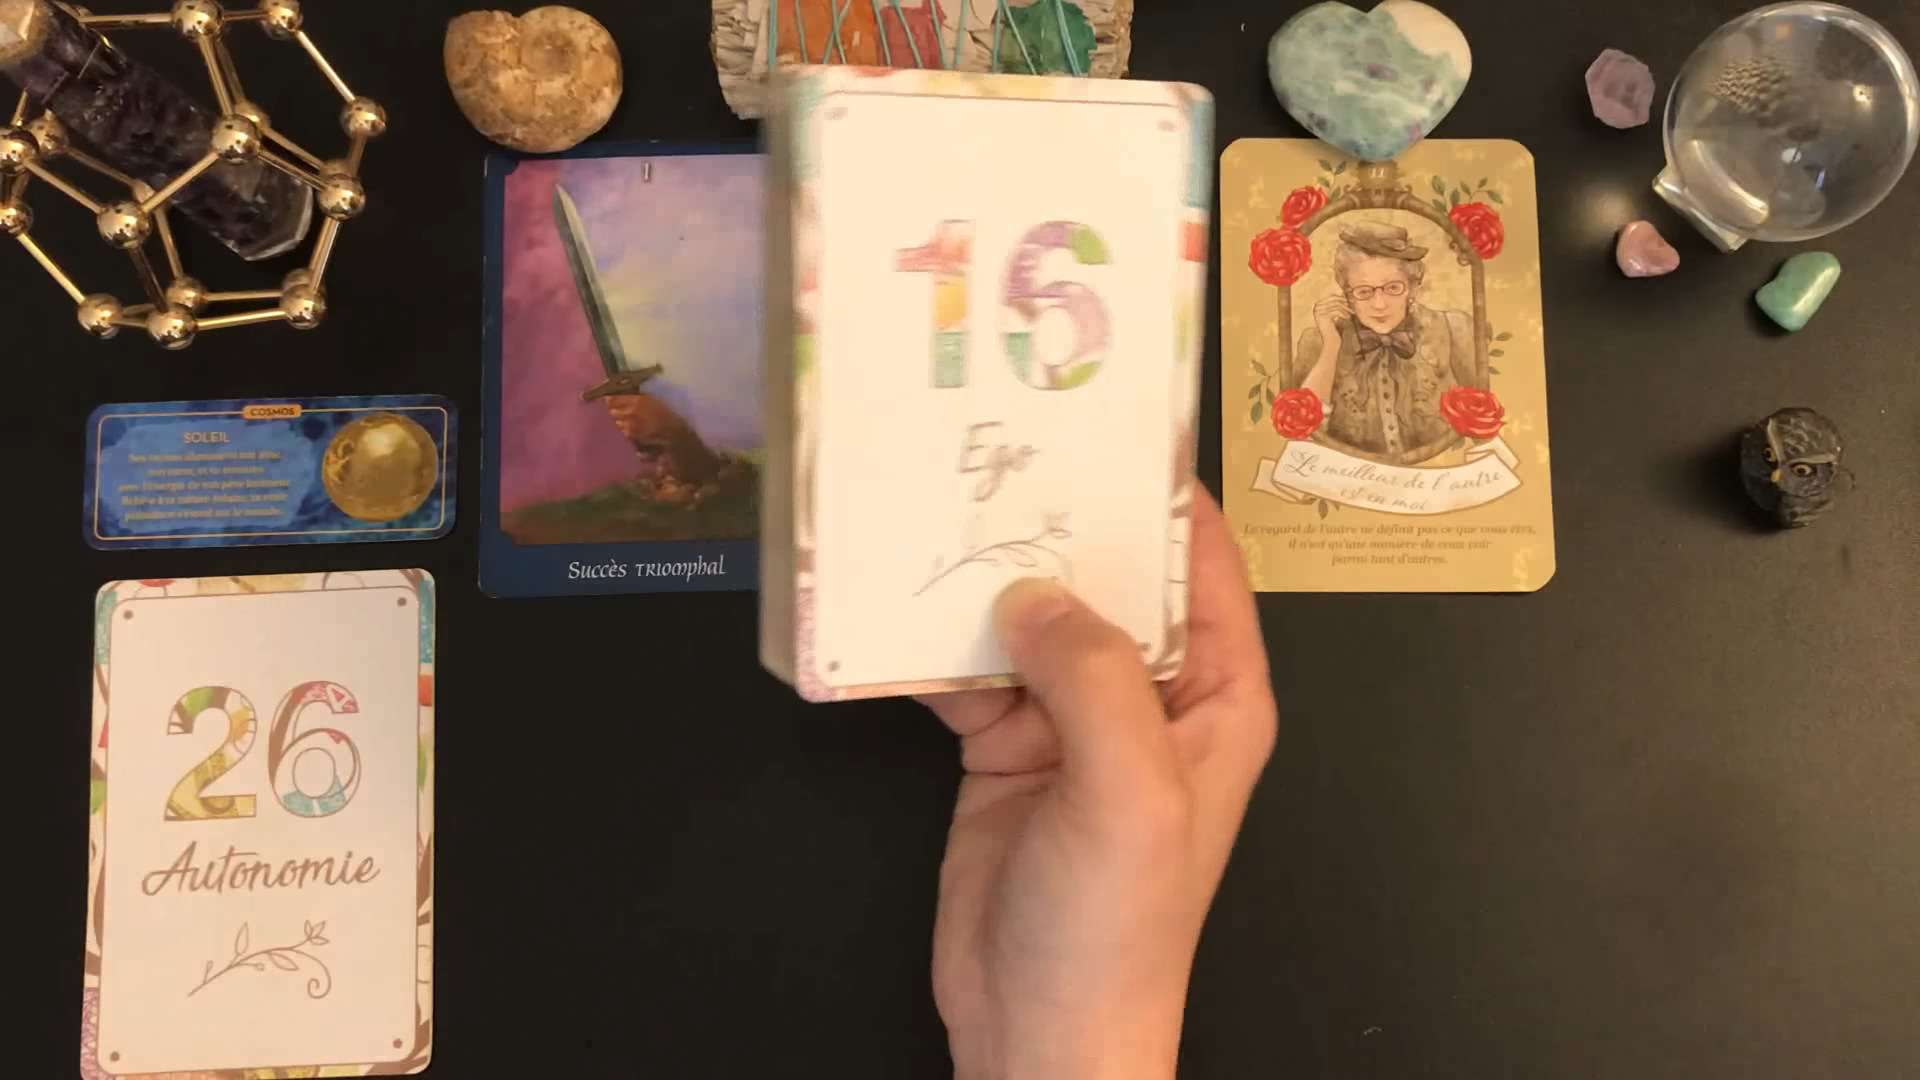 COSMOS
SOLEIL
26
Autonomie
I
Succès TRIOMPHAL
16
Ego
11
Le meilleur de l'autre
est en moi
Le regard de l'autre ne définit pas ce que vous êtes,
il n'est qu'une manière de vous voir
parmi tant d'autres.